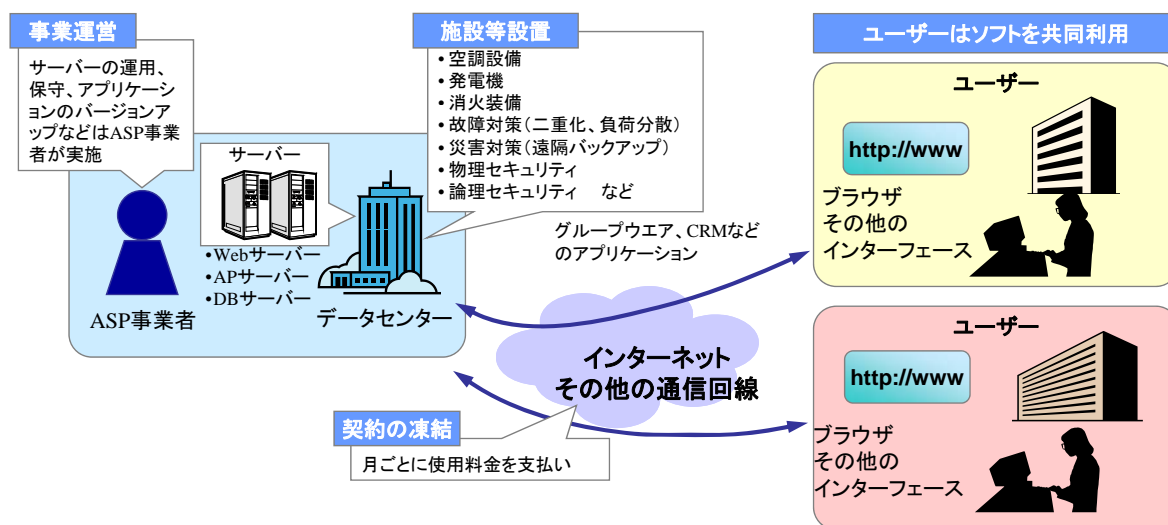 事業運営
サーバーの運用、
保守、アプリケーシ
ョンのバージョンア
ップなどはASP事業
者が実施
施設等設置
•空調設備
•発電機
•消火装備
•故障対策（二重化、負荷分散）
•災害対策（遠隔バックアップ）
•物理セキュリティ
•論理セキュリティ　など
サーバー
•Webサーバー
•APサーバー
•DBサーバー
ASP事業者
データセンター
グループウエア、CRMなど
のアプリケーション
インターネット
その他の通信回線
契約の凍結
月ごとに使用料金を支払い
ユーザーはソフトを共同利用
ユーザー
http://www
ブラウザ
その他の
インターフェース
ユーザー
http://www
ブラウザ
その他の
インターフェース